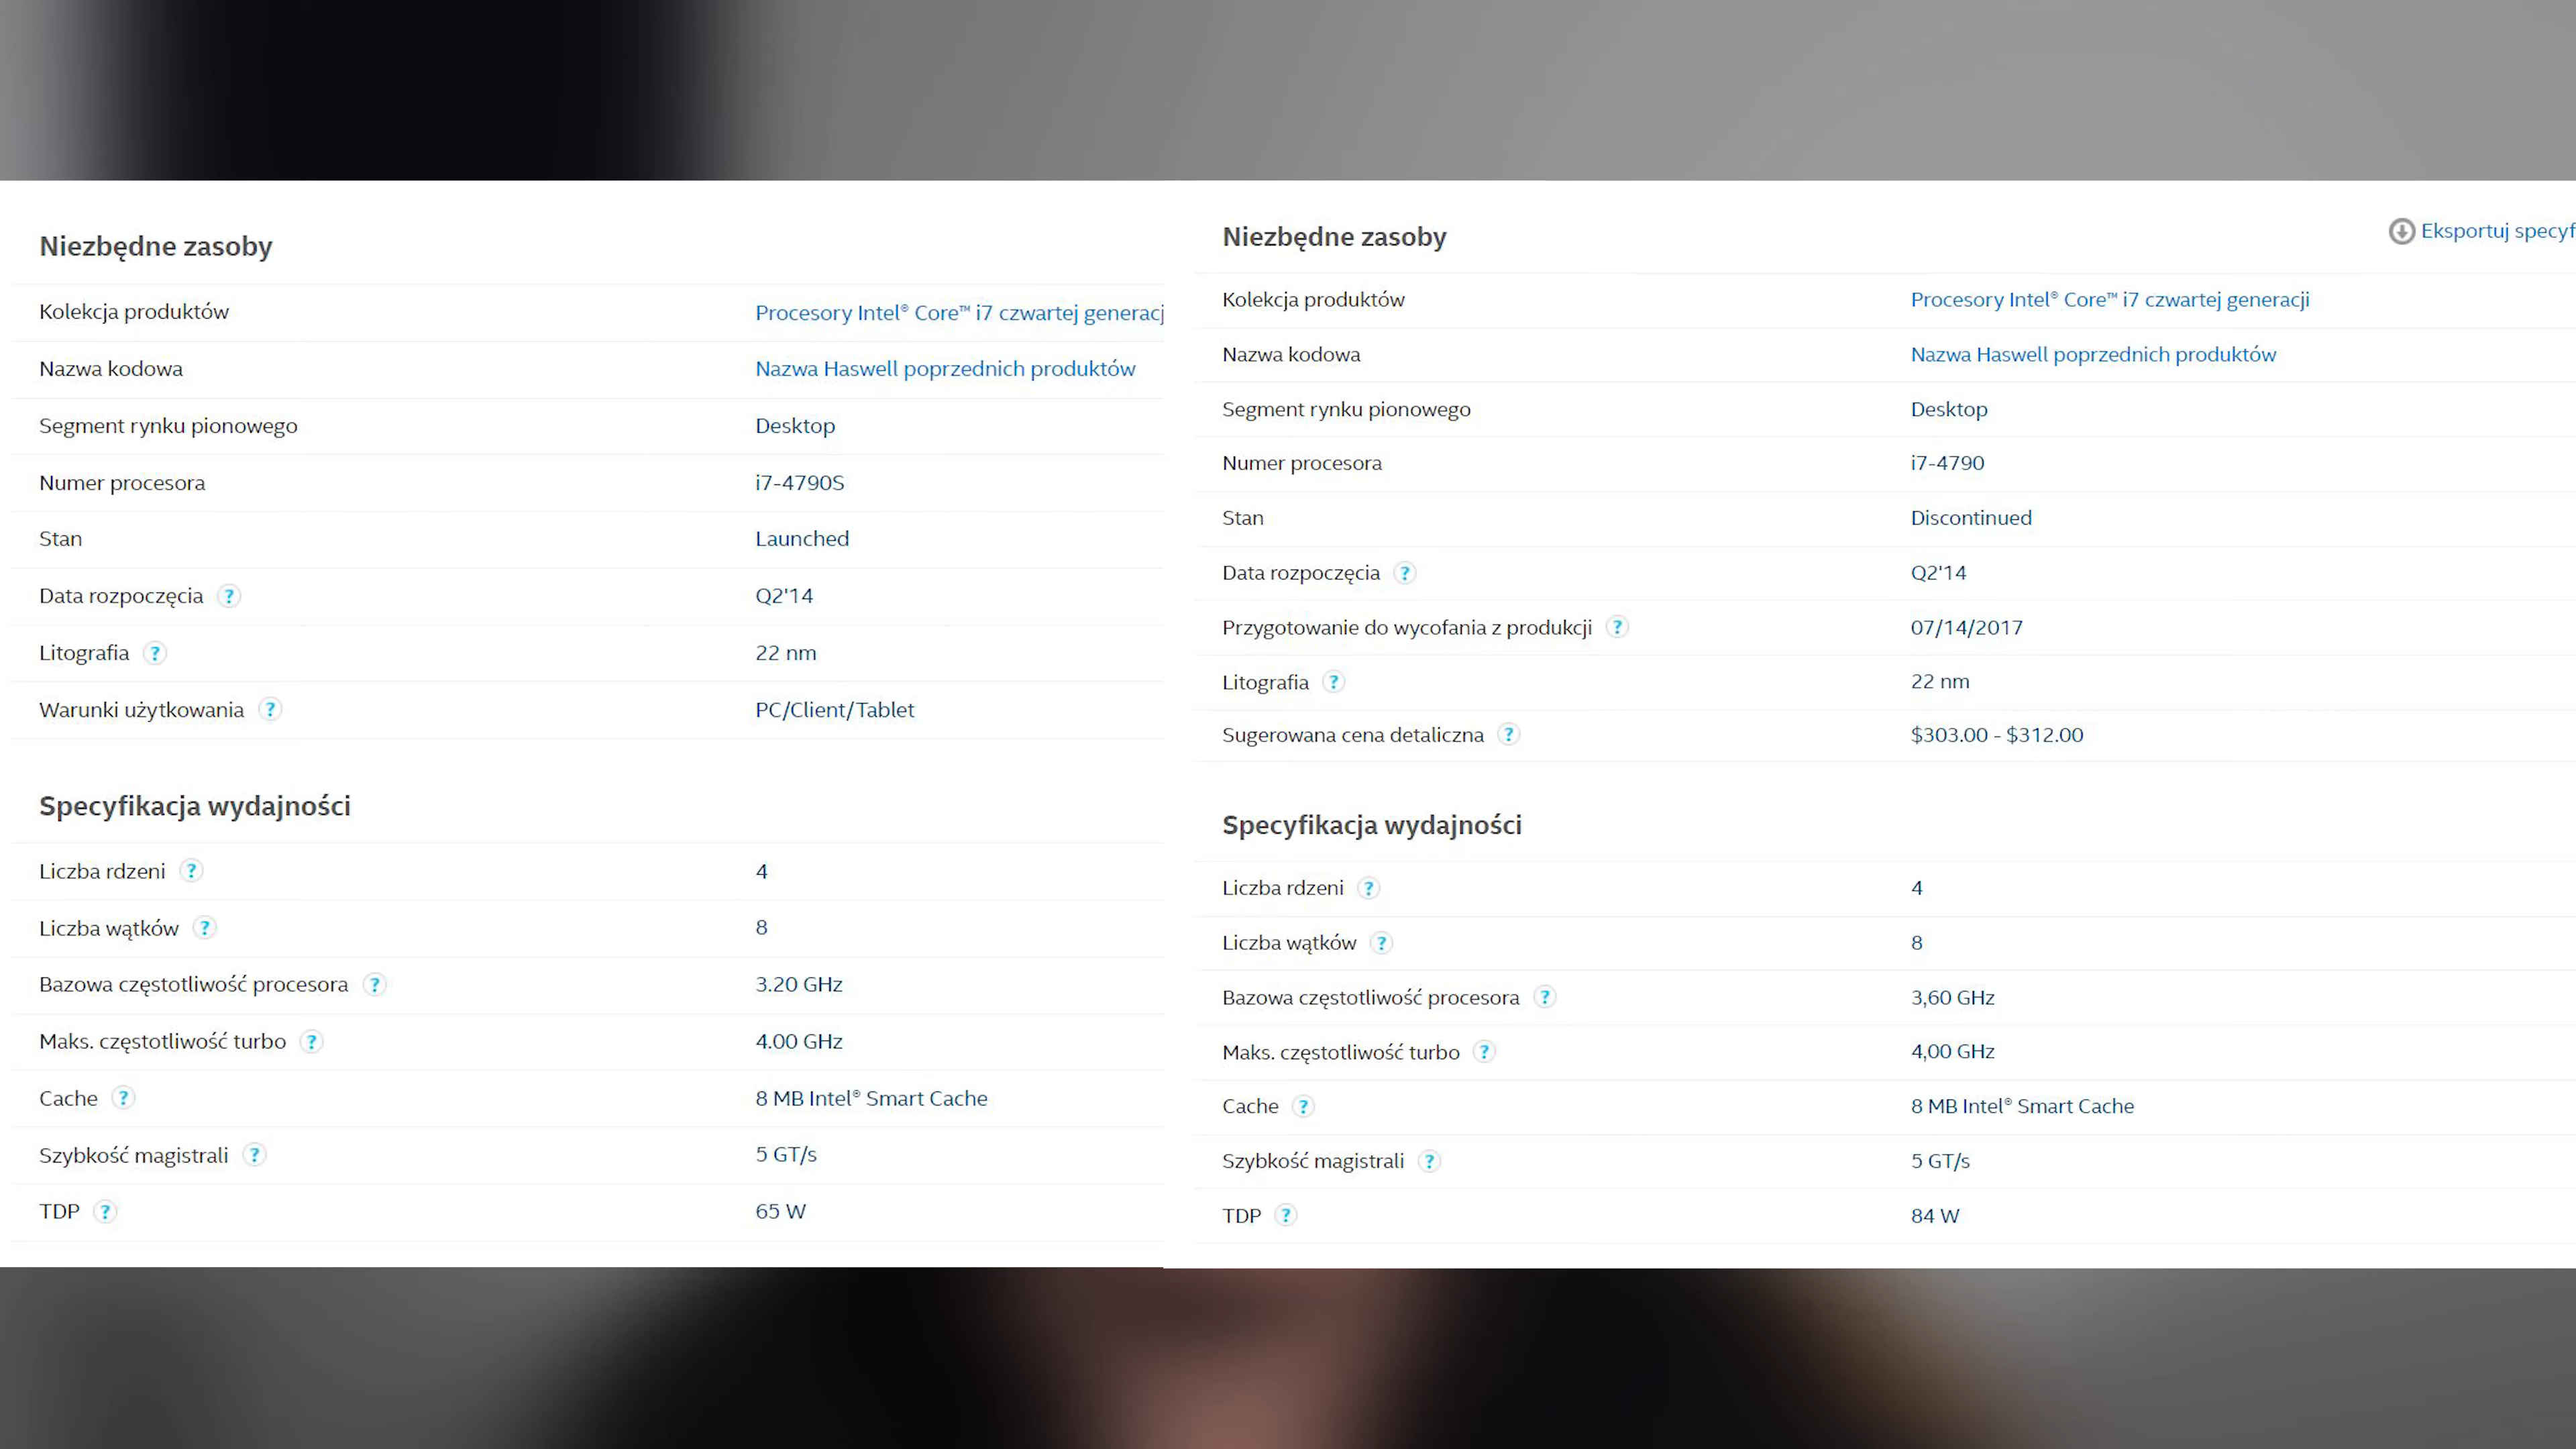 Niezbędne zasoby
Kolekcja produktów Procesory Intel® Core™ i7 czwartej generacj
Nazwa kodowa Nazwa Haswell poprzednich produktów
Segment rynku pionowego Desktop
Numer procesora i7-4790S
Stan Launched
Data rozpoczęcia ? Q2'14
Litografia ? 22 nm
Warunki użytkowania ? PC/Client/Tablet
Specyfikacja wydajności
Liczba rdzeni ? 4
Liczba wątków ? 8
Bazowa częstotliwość procesora ? 3.20 GHz
Maks. częstotliwość turbo ? 4.00 GHz
Cache ? 8 MB Intel® Smart Cache
Szybkość magistrali ? 5 GT/s
TDP ? 65 W
Niezbędne zasoby Eksportuj specyf
Kolekcja produktów Procesory Intel® Core™ i7 czwartej generacji
Nazwa kodowa Nazwa Haswell poprzednich produktów
Segment rynku pionowego Desktop
Numer procesora i7-4790
Stan Discontinued
Data rozpoczęcia ? Q2'14
Przygotowanie do wycofania z produkcji ? 07/14/2017
Litografia ? 22 nm
Sugerowana cena detaliczna ? $303.00 - $312.00
Specyfikacja wydajności
Liczba rdzeni ? 4
Liczba wątków ? 8
Bazowa częstotliwość procesora ? 3,60 GHz
Maks. częstotliwość turbo ? 4,00 GHz
Cache ? 8 MB Intel® Smart Cache
Szybkość magistrali ? 5 GT/s
TDP ? 84 W